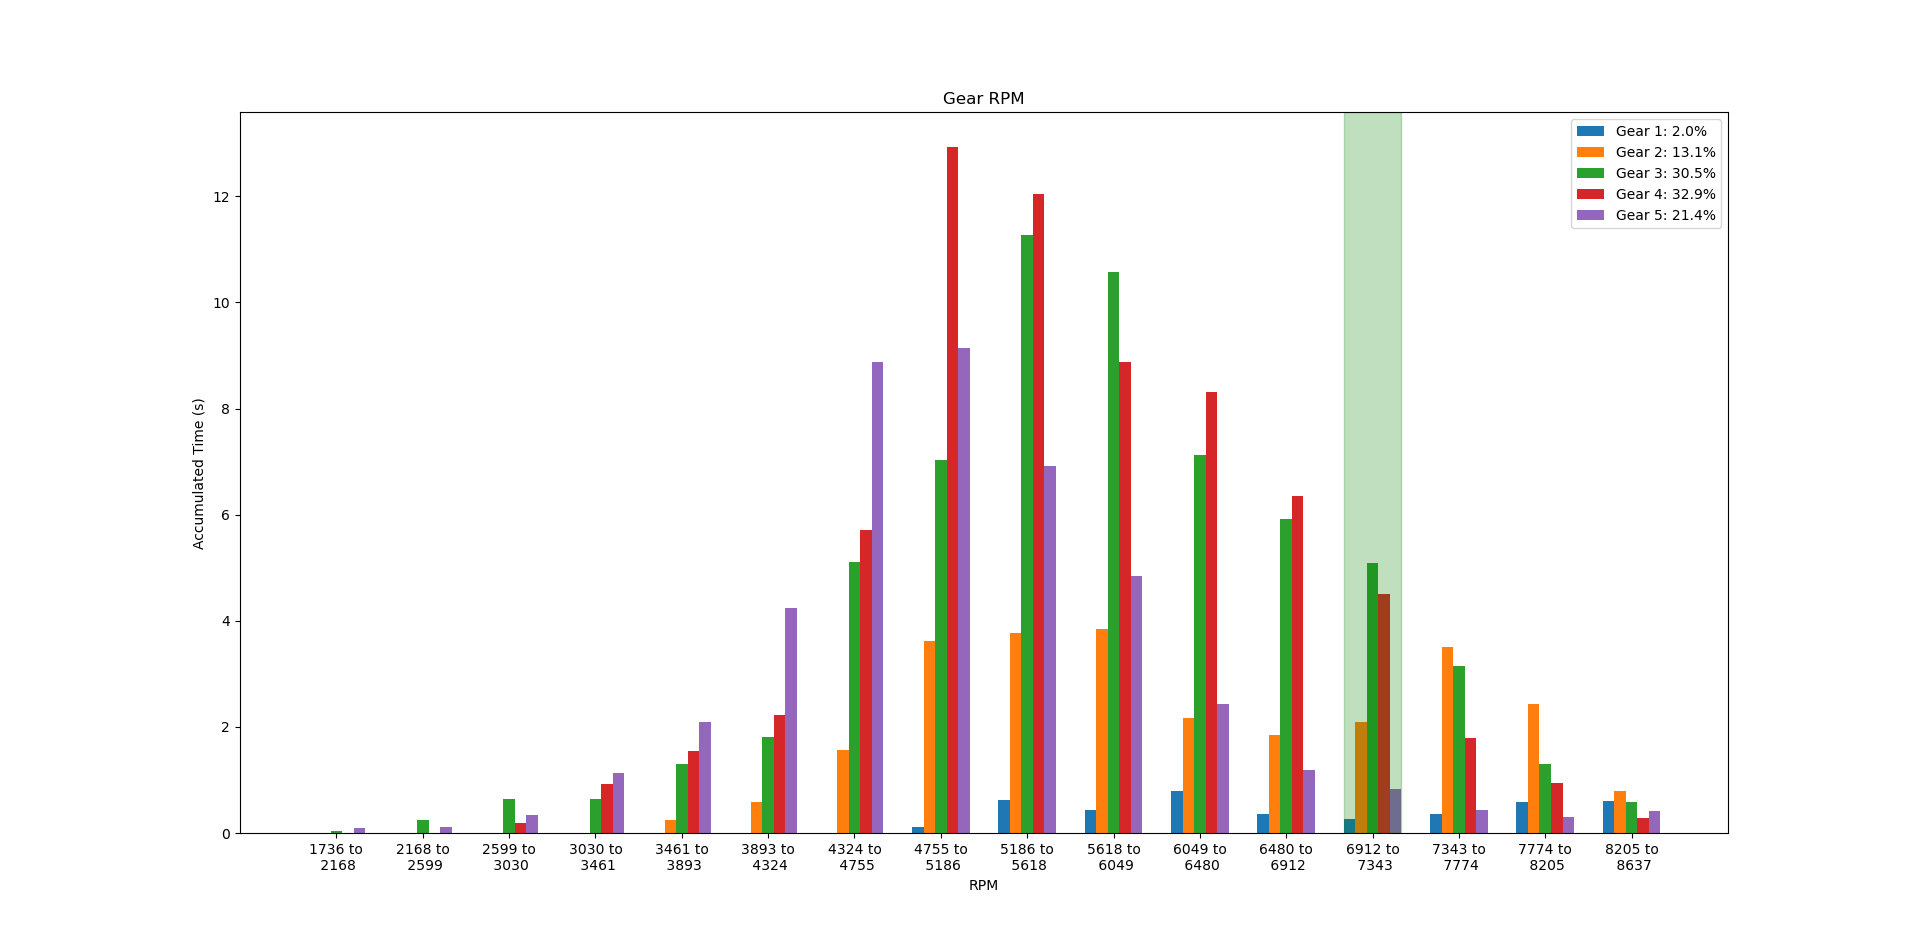 Gear RPM
Gear 1: 2.0%
Gear 2: 13.1%
Gear 3: 30.5%
Gear 4: 32.9%
Gear 5: 21.4%
Accumulated Time (s)
12
10
8
6
4
2
0
1736 to 2168 to 2599 to 3030 to 3461 to 3893 to 4324 to 4755 to 5186 to 5618 to 6049 to 6480 to 6912 to 7343 to 7774 to 8205 to
2168 2599 3030 3461 3893 4324 4755 5186 5618 6049 6480 6912 7343 7774 8205 8637
RPM